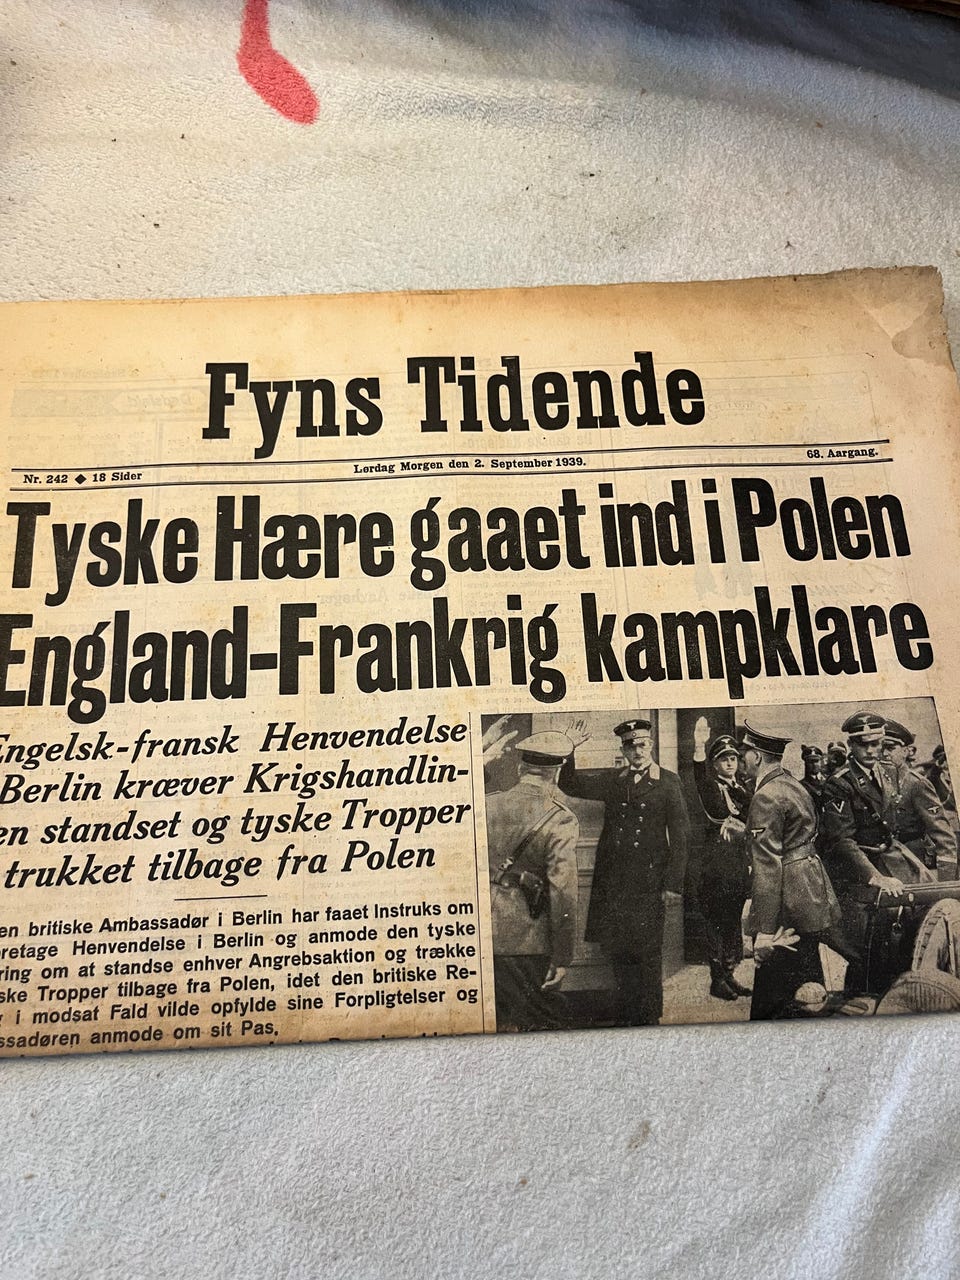 Fyns Tidende
Nr. 242 ◆ 18 Sider
Lørdag Morgen den 2. September 1939.
68. Aargang.
Tyske Hære gaaet ind i Polen
England-Frankrig kampklare
Engelsk-fransk Henvendelse
Berlin kræver Krigshandlin-
en standset og tyske Tropper
trukket tilbage fra Polen
en britiske Ambassadør i Berlin har faaet Instruks om
retage Henvendelse i Berlin og anmode den tyske
ring om at standse enhver Angrebsaktion og trække
ske Tropper tilbage fra Polen, idet den britiske Re-
i modsat Fald vilde opfylde sine Forpligtelser og
ssadøren anmode om sit Pas.